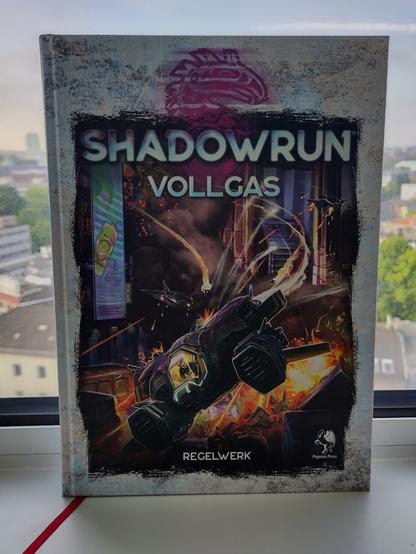 SHADOWRUN
VOLLGAS
REGELWERK
Pegasus Press